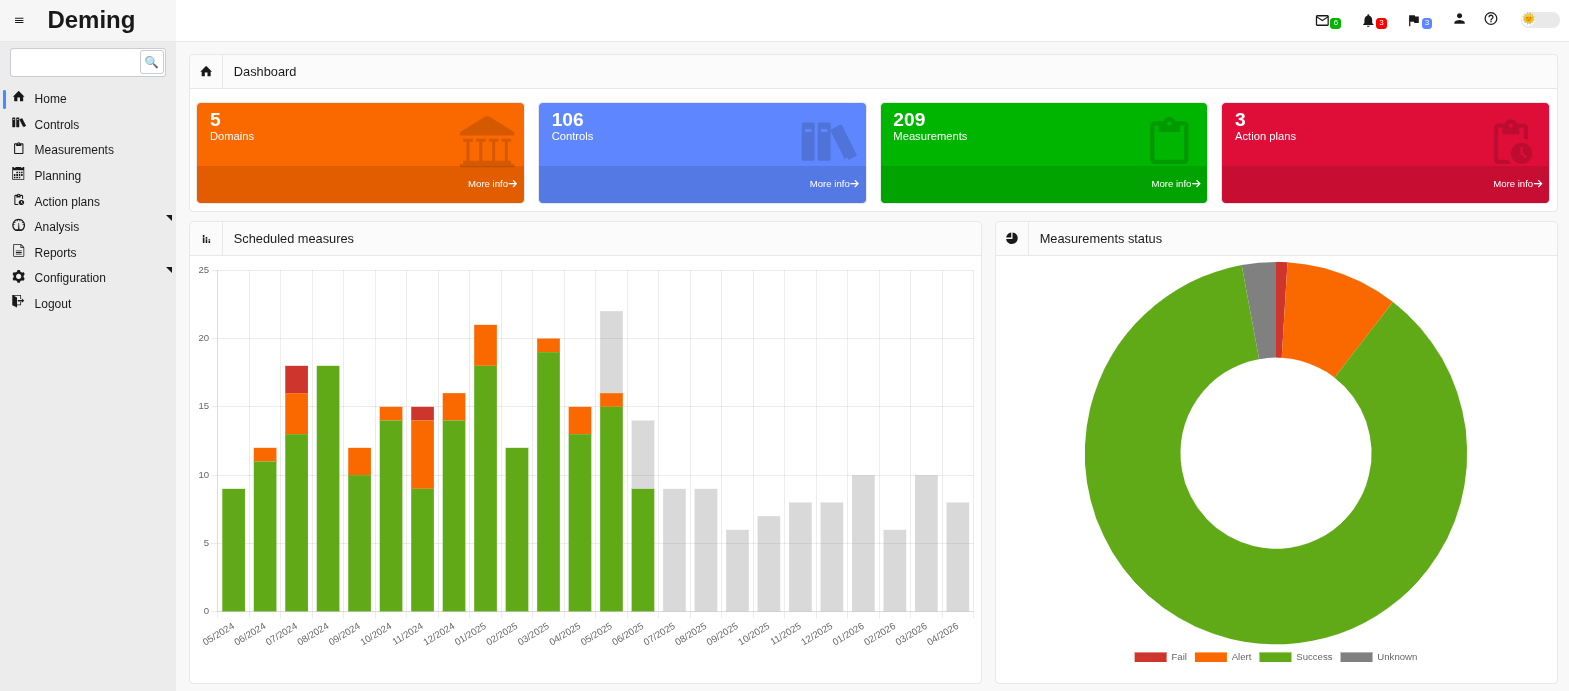 Deming
6
3
3
Home
Controls
Measurements
Planning
Action plans
Analysis
Reports
Configuration
Logout
Dashboard
5
Domains
More info
106
Controls
More info
209
Measurements
More info
3
Action plans
More info
Scheduled measures
25
20
15
10
5
0
05/2024
06/2024
07/2024
08/2024
09/2024
10/2024
11/2024
12/2024
01/2025
02/2025
03/2025
04/2025
05/2025
06/2025
07/2025
08/2025
09/2025
10/2025
11/2025
12/2025
01/2026
02/2026
03/2026
04/2026
Measurements status
Fail
Alert
Success
Unknown